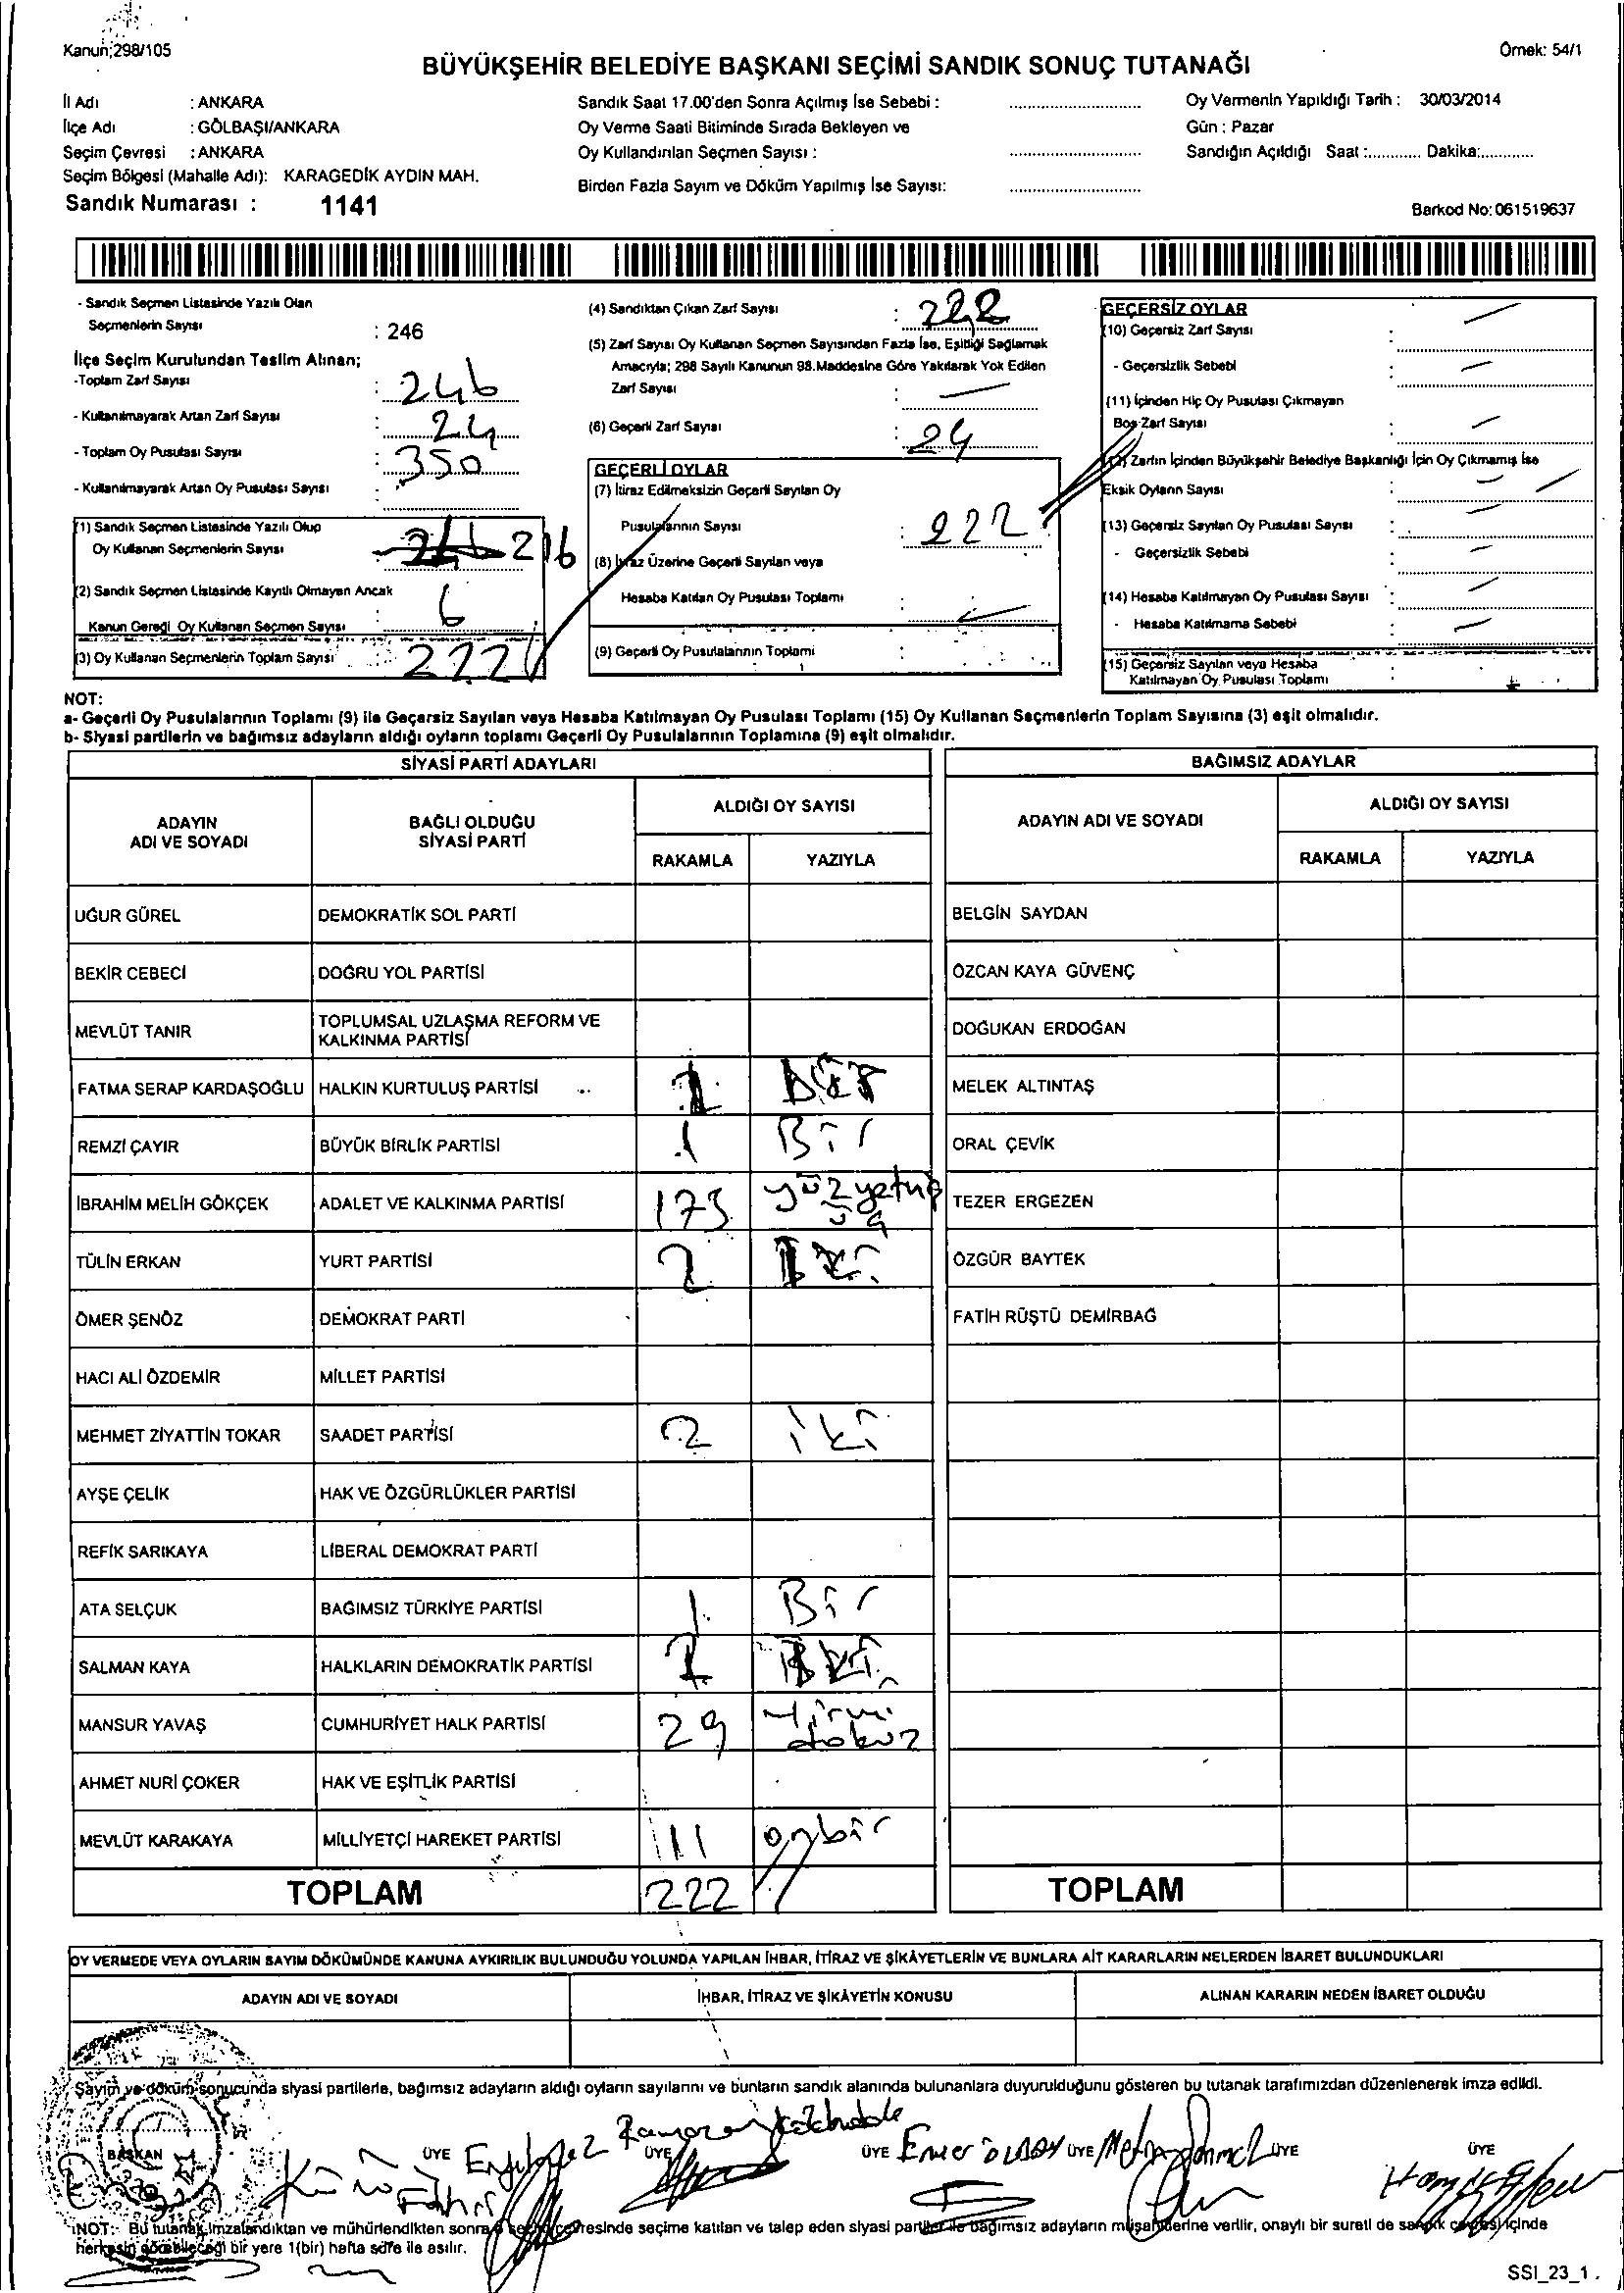 Kanun;298/105
Örnek: 54/1
BÜYÜKŞEHİR BELEDİYE BAŞKANI SEÇİMİ SANDIK SONUÇ TUTANAĞI
İl Adı : ANKARA
İlçe Adı : GÖLBAŞI/ANKARA
Seçim Çevresi : ANKARA
Seçim Bölgesi (Mahalle Adı): KARAGEDİK AYDIN MAH.
Sandık Numarası : 1141
Sandık Saat 17.00'den Sonra Açılmış İse Sebebi : ............................
Oy Verme Saati Bitiminde Sırada Bekleyen ve
Oy Kullandırılan Seçmen Sayısı : ............................
Birden Fazla Sayım ve Döküm Yapılmış İse Sayısı: ............................
Oy Vermenin Yapıldığı Tarih : 30/03/2014
Gün : Pazar
Sandığın Açıldığı Saat :............ Dakika:............
Barkod No: 061519637
- Sandık Seçmen Listesinde Yazılı Olan
Seçmenlerin Sayısı : 246
İlçe Seçim Kurulundan Teslim Alınan;
-Toplam Zarf Sayısı : 246
- Kullanılmayarak Artan Zarf Sayısı : 24
- Toplam Oy Pusulası Sayısı : 350
- Kullanılmayarak Artan Oy Pusulası Sayısı :
(1) Sandık Seçmen Listesinde Yazılı Olup
Oy Kullanan Seçmenlerin Sayısı : 216
(2) Sandık Seçmen Listesinde Kayıtlı Olmayan Ancak
Kanun Gereği Oy Kullanan Seçmen Sayısı : 6
(3) Oy Kullanan Seçmenlerin Toplam Sayısı : 222
(4) Sandıktan Çıkan Zarf Sayısı : 222
(5) Zarf Sayısı Oy Kullanan Seçmen Sayısından Fazla İse, Eşitliği Sağlamak
Amacıyla; 298 Sayılı Kanunun 98.Maddesine Göre Yakılarak Yok Edilen
Zarf Sayısı : —
(6) Geçerli Zarf Sayısı : 24
GEÇERLİ OYLAR
(7) İtiraz Edilmeksizin Geçerli Sayılan Oy
Pusulalarının Sayısı : 222
(8) İtiraz Üzerine Geçerli Sayılan veya
Hesaba Katılan Oy Pusulası Toplamı : —
(9) Geçerli Oy Pusulalarının Toplamı :
GEÇERSİZ OYLAR
(10) Geçersiz Zarf Sayısı : —
- Geçersizlik Sebebi : —
(11) İçinden Hiç Oy Pusulası Çıkmayan
Boş Zarf Sayısı : —
(12) Zarfın İçinden Büyükşehir Belediye Başkanlığı İçin Oy Çıkmamış İse
Eksik Oyların Sayısı : —
(13) Geçersiz Sayılan Oy Pusulası Sayısı : —
- Geçersizlik Sebebi : —
(14) Hesaba Katılmayan Oy Pusulası Sayısı : —
- Hesaba Katılmama Sebebi : —
(15) Geçersiz Sayılan veya Hesaba
Katılmayan Oy Pusulası Toplamı :
NOT:
a- Geçerli Oy Pusulalarının Toplamı (9) ile Geçersiz Sayılan veya Hesaba Katılmayan Oy Pusulası Toplamı (15) Oy Kullanan Seçmenlerin Toplam Sayısına (3) eşit olmalıdır.
b- Siyasi partilerin ve bağımsız adayların aldığı oyların toplamı Geçerli Oy Pusulalarının Toplamına (9) eşit olmalıdır.
SİYASİ PARTİ ADAYLARI
BAĞIMSIZ ADAYLAR
ADAYIN ADI VE SOYADI
BAĞLI OLDUĞU SİYASİ PARTİ
ALDIĞI OY SAYISI
RAKAMLA YAZIYLA
ADAYIN ADI VE SOYADI
ALDIĞI OY SAYISI
RAKAMLA YAZIYLA
UĞUR GÜREL DEMOKRATİK SOL PARTİ BELGİN SAYDAN
BEKİR CEBECİ DOĞRU YOL PARTİSİ ÖZCAN KAYA GÜVENÇ
MEVLÜT TANIR TOPLUMSAL UZLAŞMA REFORM VE KALKINMA PARTİSİ DOĞUKAN ERDOĞAN
FATMA SERAP KARDAŞOĞLU HALKIN KURTULUŞ PARTİSİ 1 Bir MELEK ALTINTAŞ
REMZİ ÇAYIR BÜYÜK BİRLİK PARTİSİ 1 Bir ORAL ÇEVİK
İBRAHİM MELİH GÖKÇEK ADALET VE KALKINMA PARTİSİ 173 yüzyetmiş üç TEZER ERGEZEN
TÜLİN ERKAN YURT PARTİSİ 2 İki ÖZGÜR BAYTEK
ÖMER ŞENÖZ DEMOKRAT PARTİ FATİH RÜŞTÜ DEMİRBAĞ
HACI ALİ ÖZDEMİR MİLLET PARTİSİ
MEHMET ZİYATTİN TOKAR SAADET PARTİSİ 2 iki
AYŞE ÇELİK HAK VE ÖZGÜRLÜKLER PARTİSİ
REFİK SARIKAYA LİBERAL DEMOKRAT PARTİ
ATA SELÇUK BAĞIMSIZ TÜRKİYE PARTİSİ 1 Bir
SALMAN KAYA HALKLARIN DEMOKRATİK PARTİSİ 2 İki
MANSUR YAVAŞ CUMHURİYET HALK PARTİSİ 29 Yirmi dokuz
AHMET NURİ ÇOKER HAK VE EŞİTLİK PARTİSİ
MEVLÜT KARAKAYA MİLLİYETÇİ HAREKET PARTİSİ 11 onbir
TOPLAM 222 TOPLAM
OY VERMEDE VEYA OYLARIN SAYIM DÖKÜMÜNDE KANUNA AYKIRILIK BULUNDUĞU YOLUNDA YAPILAN İHBAR, İTİRAZ VE ŞİKÂYETLERİN VE BUNLARA AİT KARARLARIN NELERDEN İBARET BULUNDUKLARI
ADAYIN ADI VE SOYADI İHBAR, İTİRAZ VE ŞİKÂYETİN KONUSU ALINAN KARARIN NEDEN İBARET OLDUĞU
Sayım ve döküm sonucunda siyasi partilerle, bağımsız adayların aldığı oyların sayılarını ve bunların sandık alanında bulunanlara duyurulduğunu gösteren bu tutanak tarafımızdan düzenlenerek imza edildi.
BAŞKAN ÜYE ÜYE ÜYE ÜYE ÜYE ÜYE
NOT: Bu tutanak imzalandıktan ve mühürlendikten sonra seçim çevresinde seçime katılan ve talep eden siyasi partiler ile bağımsız adayların müşahitlerine verilir, onaylı bir sureti de sandık çevresi içinde
herkesin görebileceği bir yere 1(bir) hafta süre ile asılır.
SSI_23_1 .